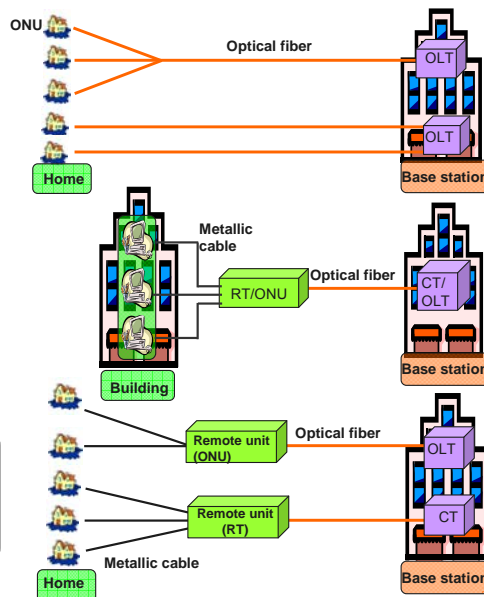 ONU
Optical fiber
OLT
OLT
Home
Base station
Metallic
cable
Optical fiber
RT/ONU
CT/
OLT
Building
Base station
Optical fiber
Remote unit
(ONU)
OLT
Remote unit
(RT)
CT
Metallic cable
Home
Base station